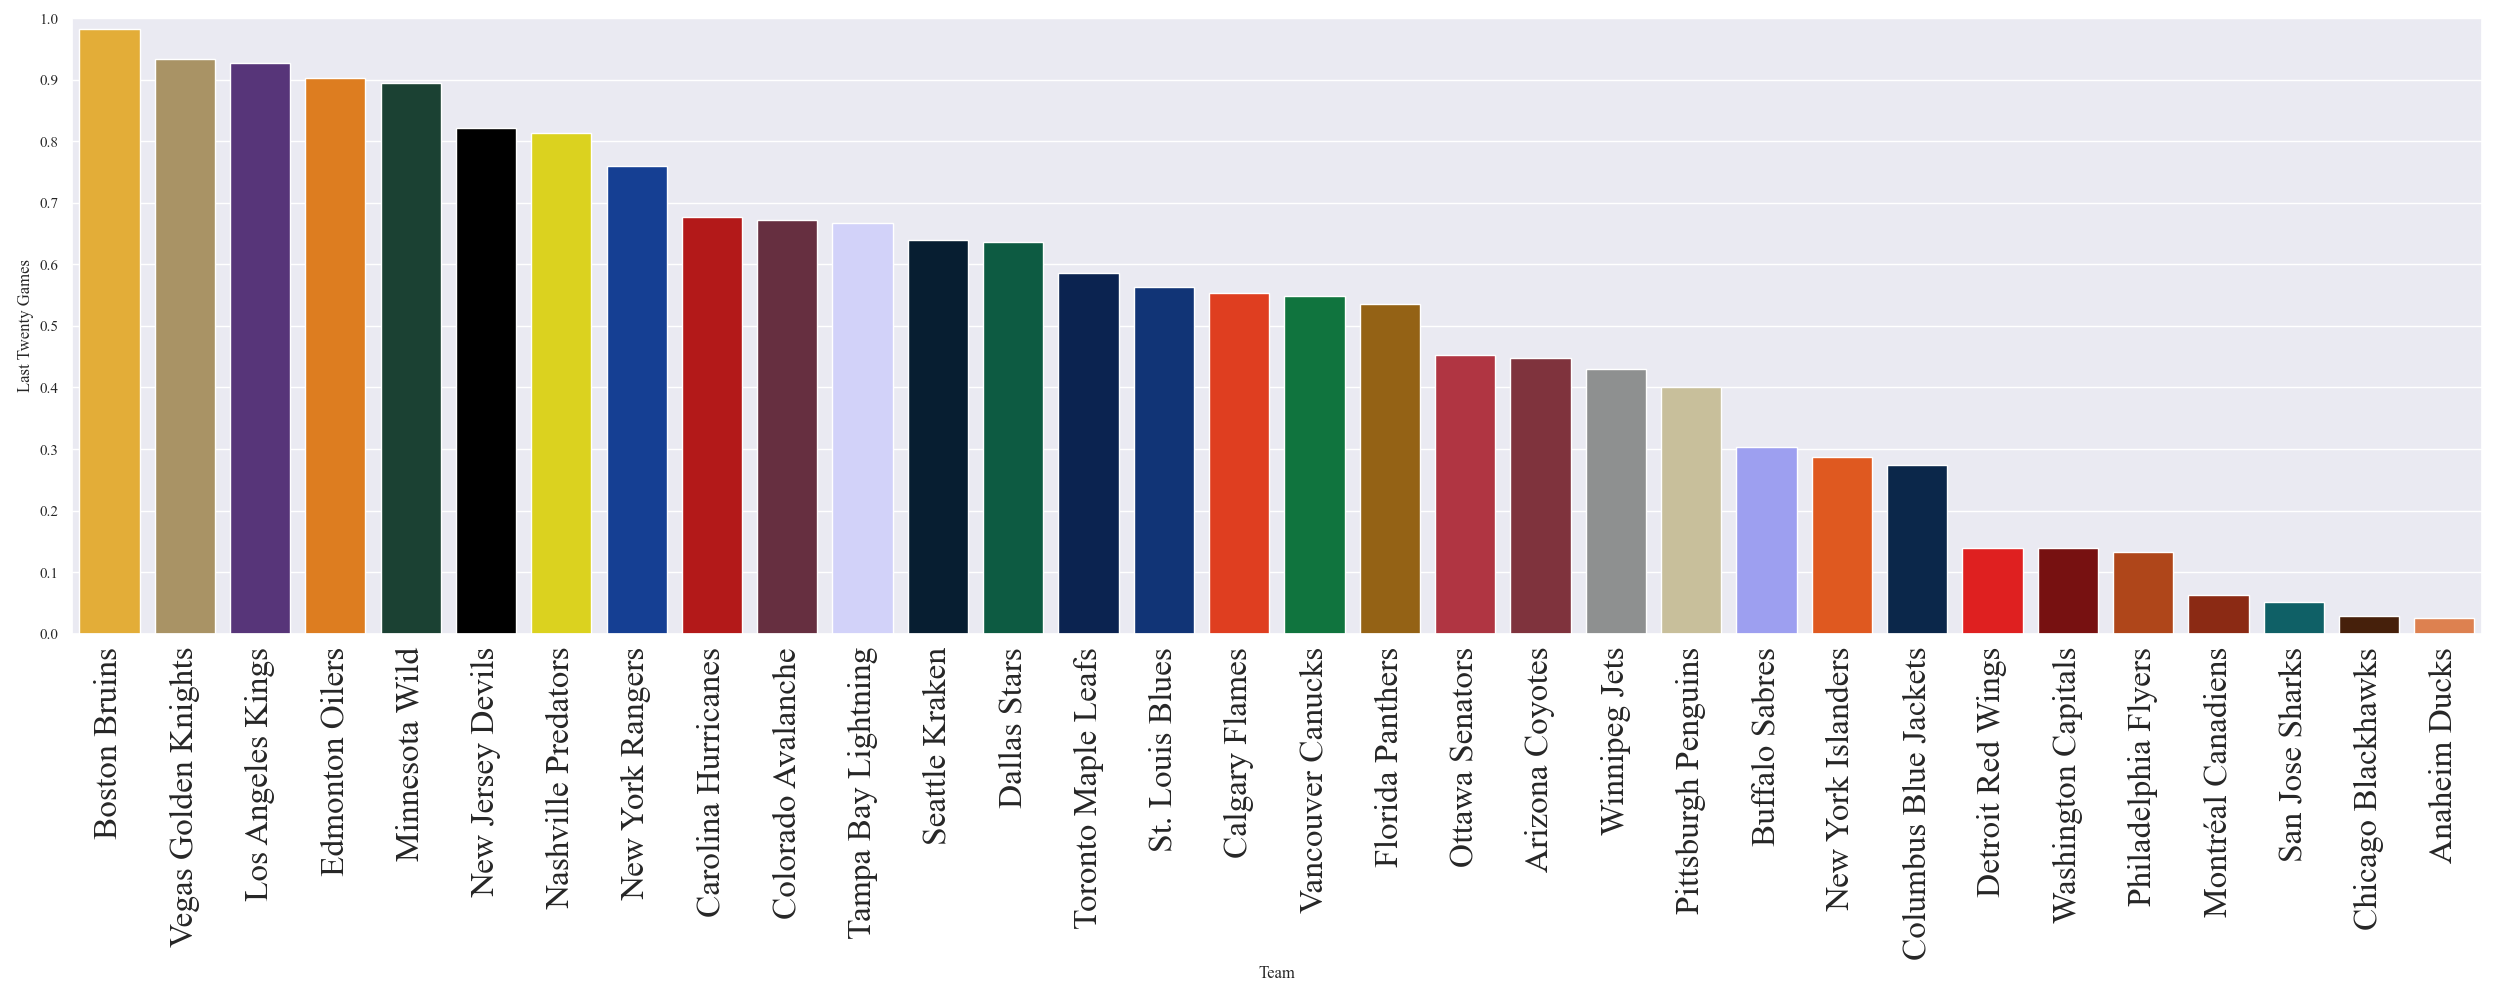 1.0
0.9
0.8
0.7
0.6
0.5
0.4
0.3
0.2
0.1
0.0
Last Twenty Games
Boston Bruins
Vegas Golden Knights
Los Angeles Kings
Edmonton Oilers
Minnesota Wild
New Jersey Devils
Nashville Predators
New York Rangers
Carolina Hurricanes
Colorado Avalanche
Tampa Bay Lightning
Seattle Kraken
Dallas Stars
Toronto Maple Leafs
St. Louis Blues
Calgary Flames
Vancouver Canucks
Florida Panthers
Ottawa Senators
Arizona Coyotes
Winnipeg Jets
Pittsburgh Penguins
Buffalo Sabres
New York Islanders
Columbus Blue Jackets
Detroit Red Wings
Washington Capitals
Philadelphia Flyers
Montréal Canadiens
San Jose Sharks
Chicago Blackhawks
Anaheim Ducks
Team